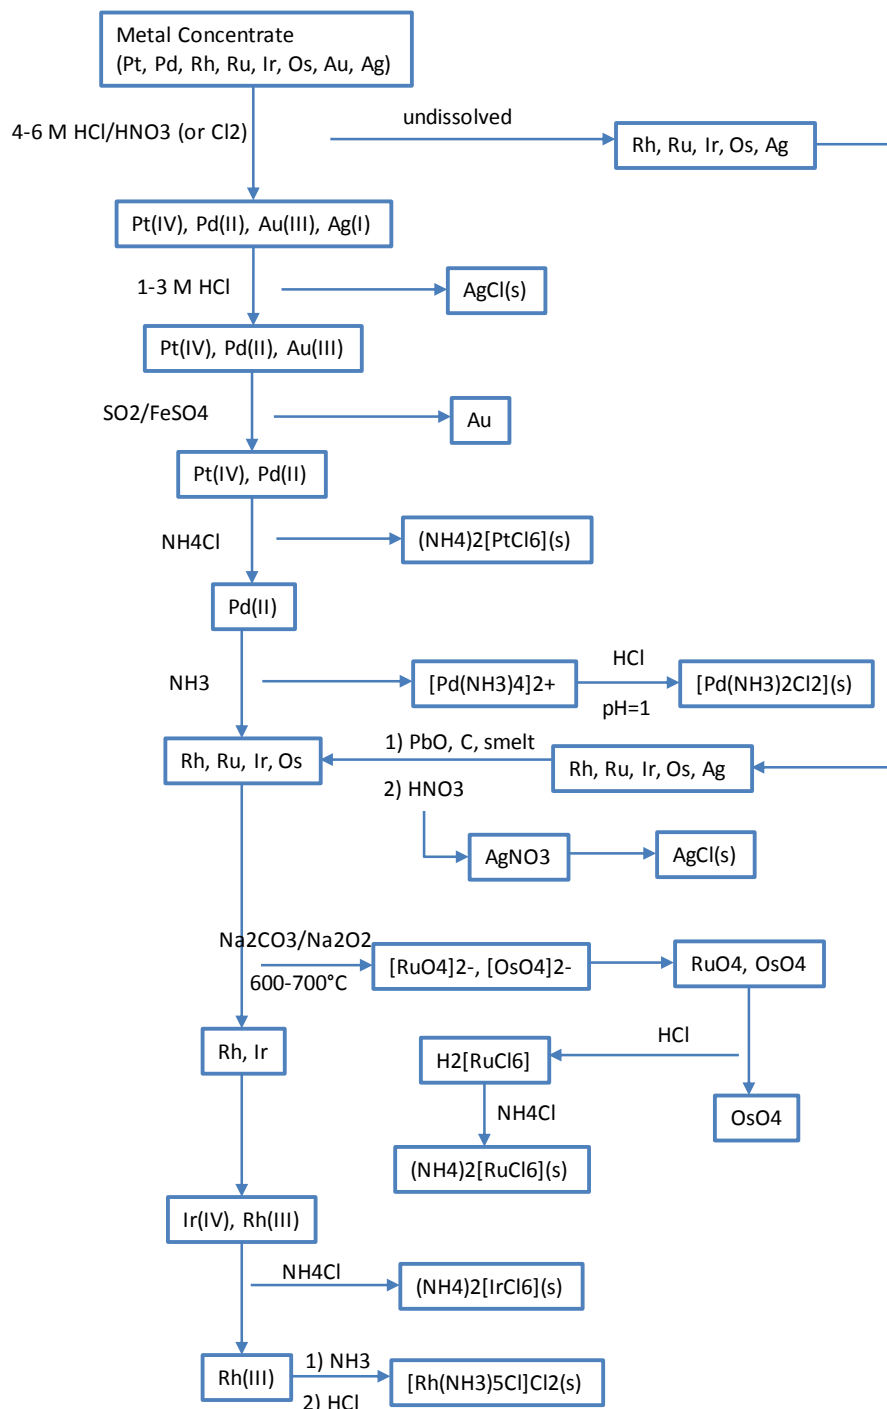 Metal Concentrate
(Pt, Pd, Rh, Ru, Ir, Os, Au, Ag)
4-6 M HCl/HNO3 (or Cl2)
undissolved
Rh, Ru, Ir, Os, Ag
Pt(IV), Pd(II), Au(III), Ag(I)
1-3 M HCl
AgCl(s)
Pt(IV), Pd(II), Au(III)
SO2/FeSO4
Au
Pt(IV), Pd(II)
NH4Cl
(NH4)2[PtCl6](s)
Pd(II)
NH3
[Pd(NH3)4]2+
HCl
pH=1
[Pd(NH3)2Cl2](s)
Rh, Ru, Ir, Os
1) PbO, C, smelt
2) HNO3
Rh, Ru, Ir, Os, Ag
AgNO3
AgCl(s)
Na2CO3/Na2O2
600-700°C
[RuO4]2-, [OsO4]2-
RuO4, OsO4
Rh, Ir
HCl
H2[RuCl6]
OsO4
NH4Cl
(NH4)2[RuCl6](s)
Ir(IV), Rh(III)
NH4Cl
(NH4)2[IrCl6](s)
Rh(III)
1) NH3
2) HCl
[Rh(NH3)5Cl]Cl2(s)